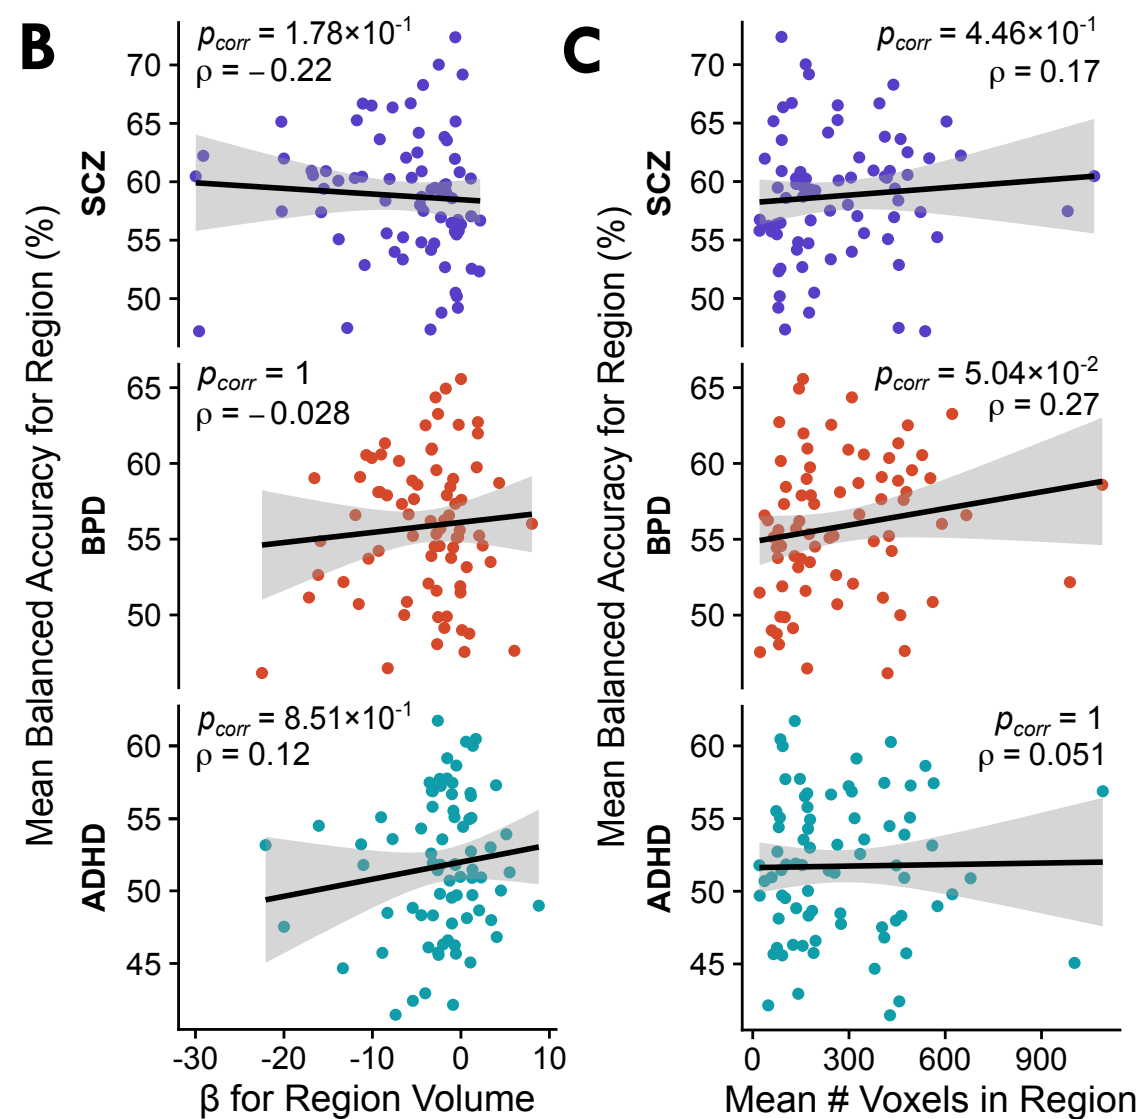 B
Mean Balanced Accuracy for Region (%)
SCZ
70
65
60
55
50
p_corr = 1.78×10^-1
ρ = −0.22
BPD
65
60
55
50
p_corr = 1
ρ = −0.028
ADHD
60
55
50
45
p_corr = 8.51×10^-1
ρ = 0.12
-30 -20 -10 0 10
β for Region Volume
C
Mean Balanced Accuracy for Region (%)
SCZ
70
65
60
55
50
p_corr = 4.46×10^-1
ρ = 0.17
BPD
65
60
55
50
p_corr = 5.04×10^-2
ρ = 0.27
ADHD
60
55
50
45
p_corr = 1
ρ = 0.051
0 300 600 900
Mean # Voxels in Region